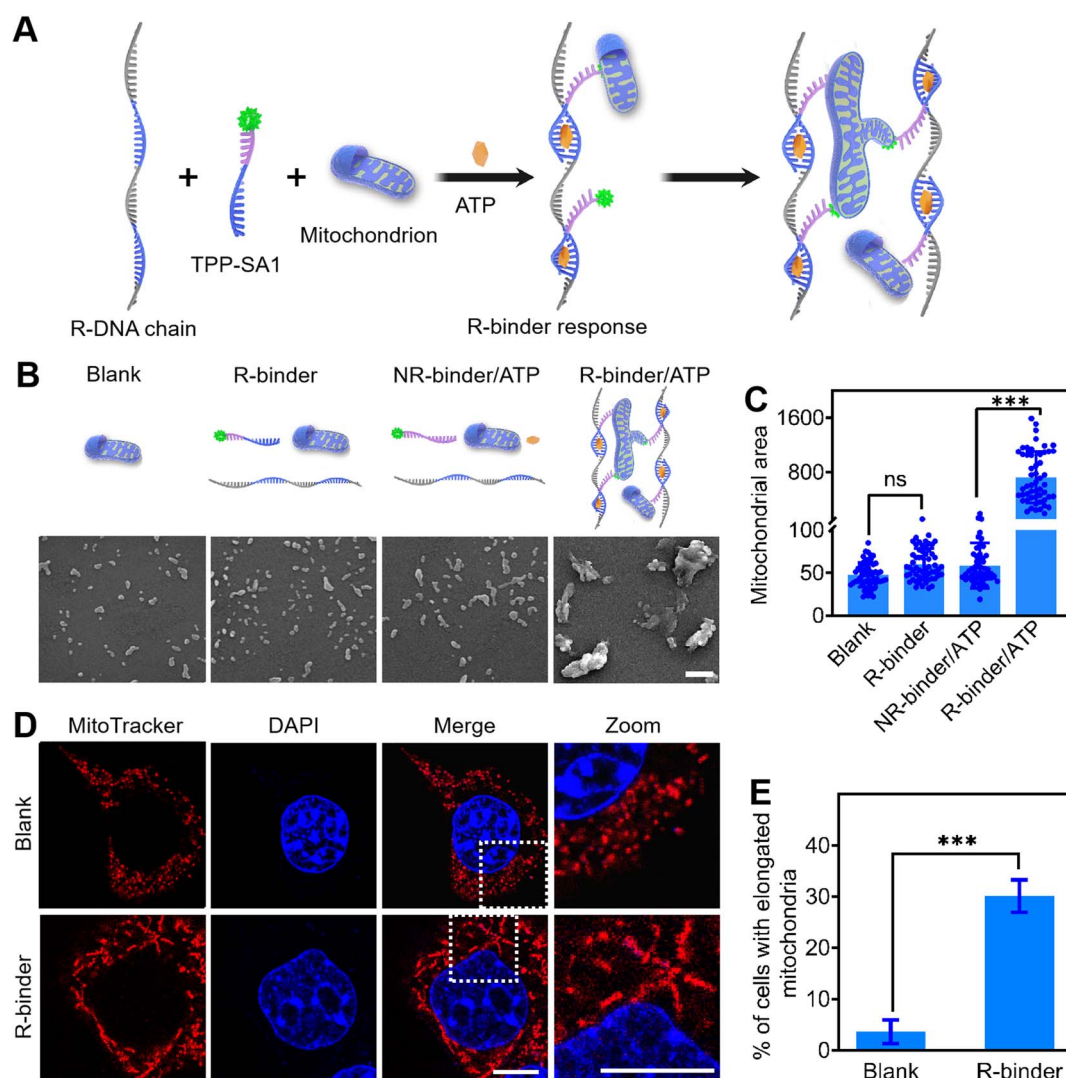 A
+
+
ATP
Mitochondrion
TPP-SA1
R-DNA chain
R-binder response
B
Blank
R-binder
NR-binder/ATP
R-binder/ATP
C
Mitochondrial area
1600
800
100
50
0
ns
***
Blank
R-binder
NR-binder/ATP
R-binder/ATP
D
MitoTracker
DAPI
Merge
Zoom
Blank
R-binder
E
% of cells with elongated
mitochondria
40
30
20
10
0
***
Blank
R-binder